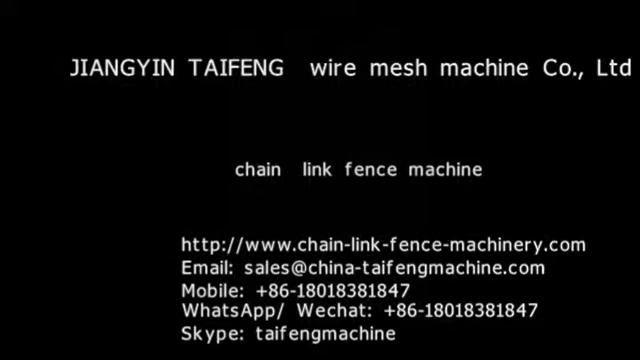 JIANGYIN TAIFENG wire mesh machine Co., Ltd
chain link fence machine
http://www.chain-link-fence-machinery.com
Email: sales@china-taifengmachine.com
Mobile: +86-18018381847
WhatsApp/ Wechat: +86-18018381847
Skype: taifengmachine